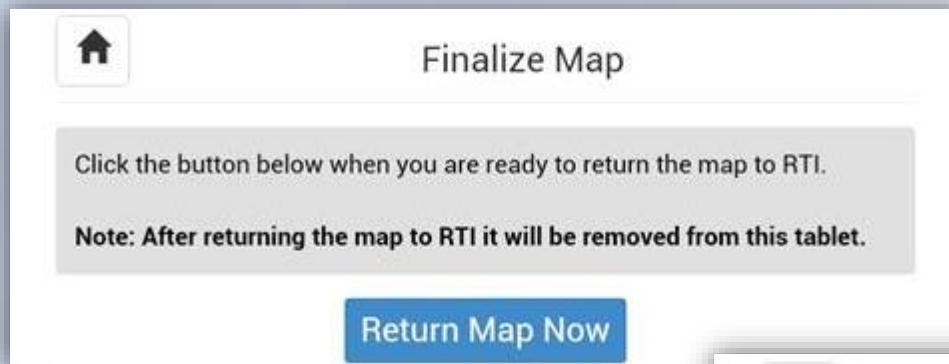 Finalize Map
Click the button below when you are ready to return the map to RTI.
Note: After returning the map to RTI it will be removed from this tablet.
Return Map Now